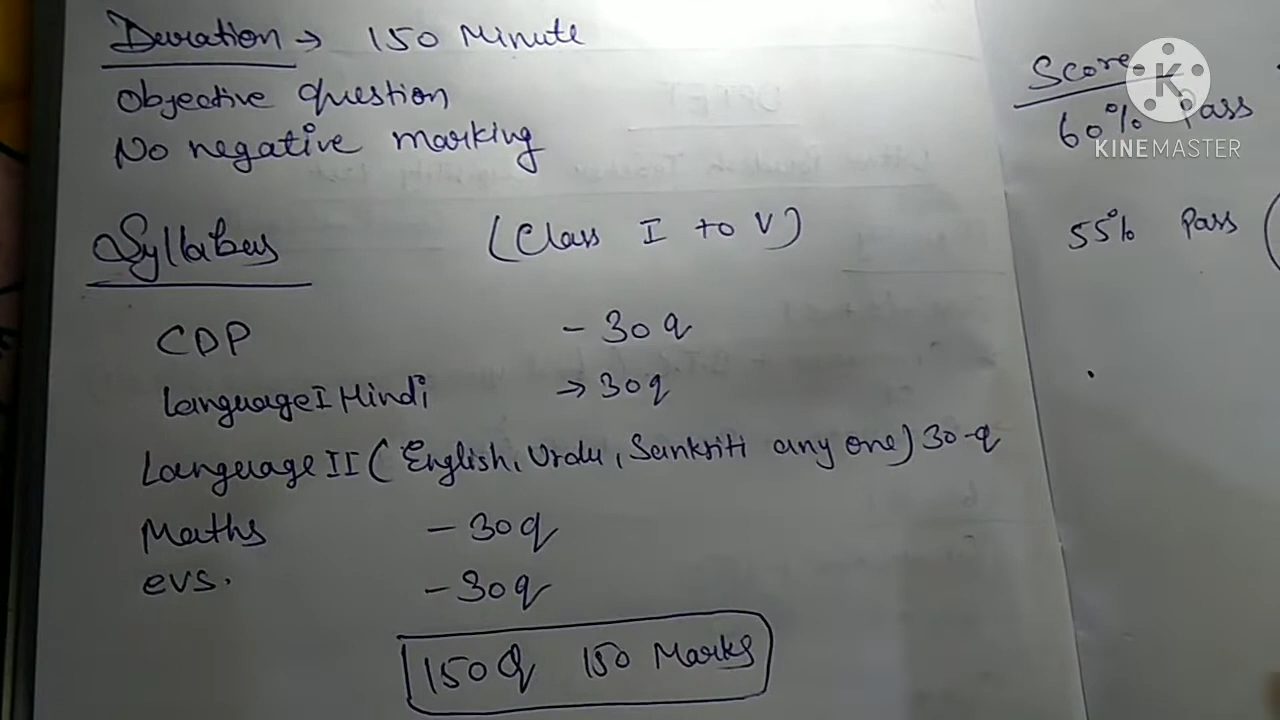 Duration → 150 Minute
Objective question
No negative marking
Syllabus (Class I to V)
CDP - 30 q
Language I Hindi → 30 q
Language II (English, Urdu, Sankriti any one) 30-q
Maths - 30 q
evs. - 30 q
150 Q 150 Marks
Score
60% Pass
55% Pass (
KINEMASTER